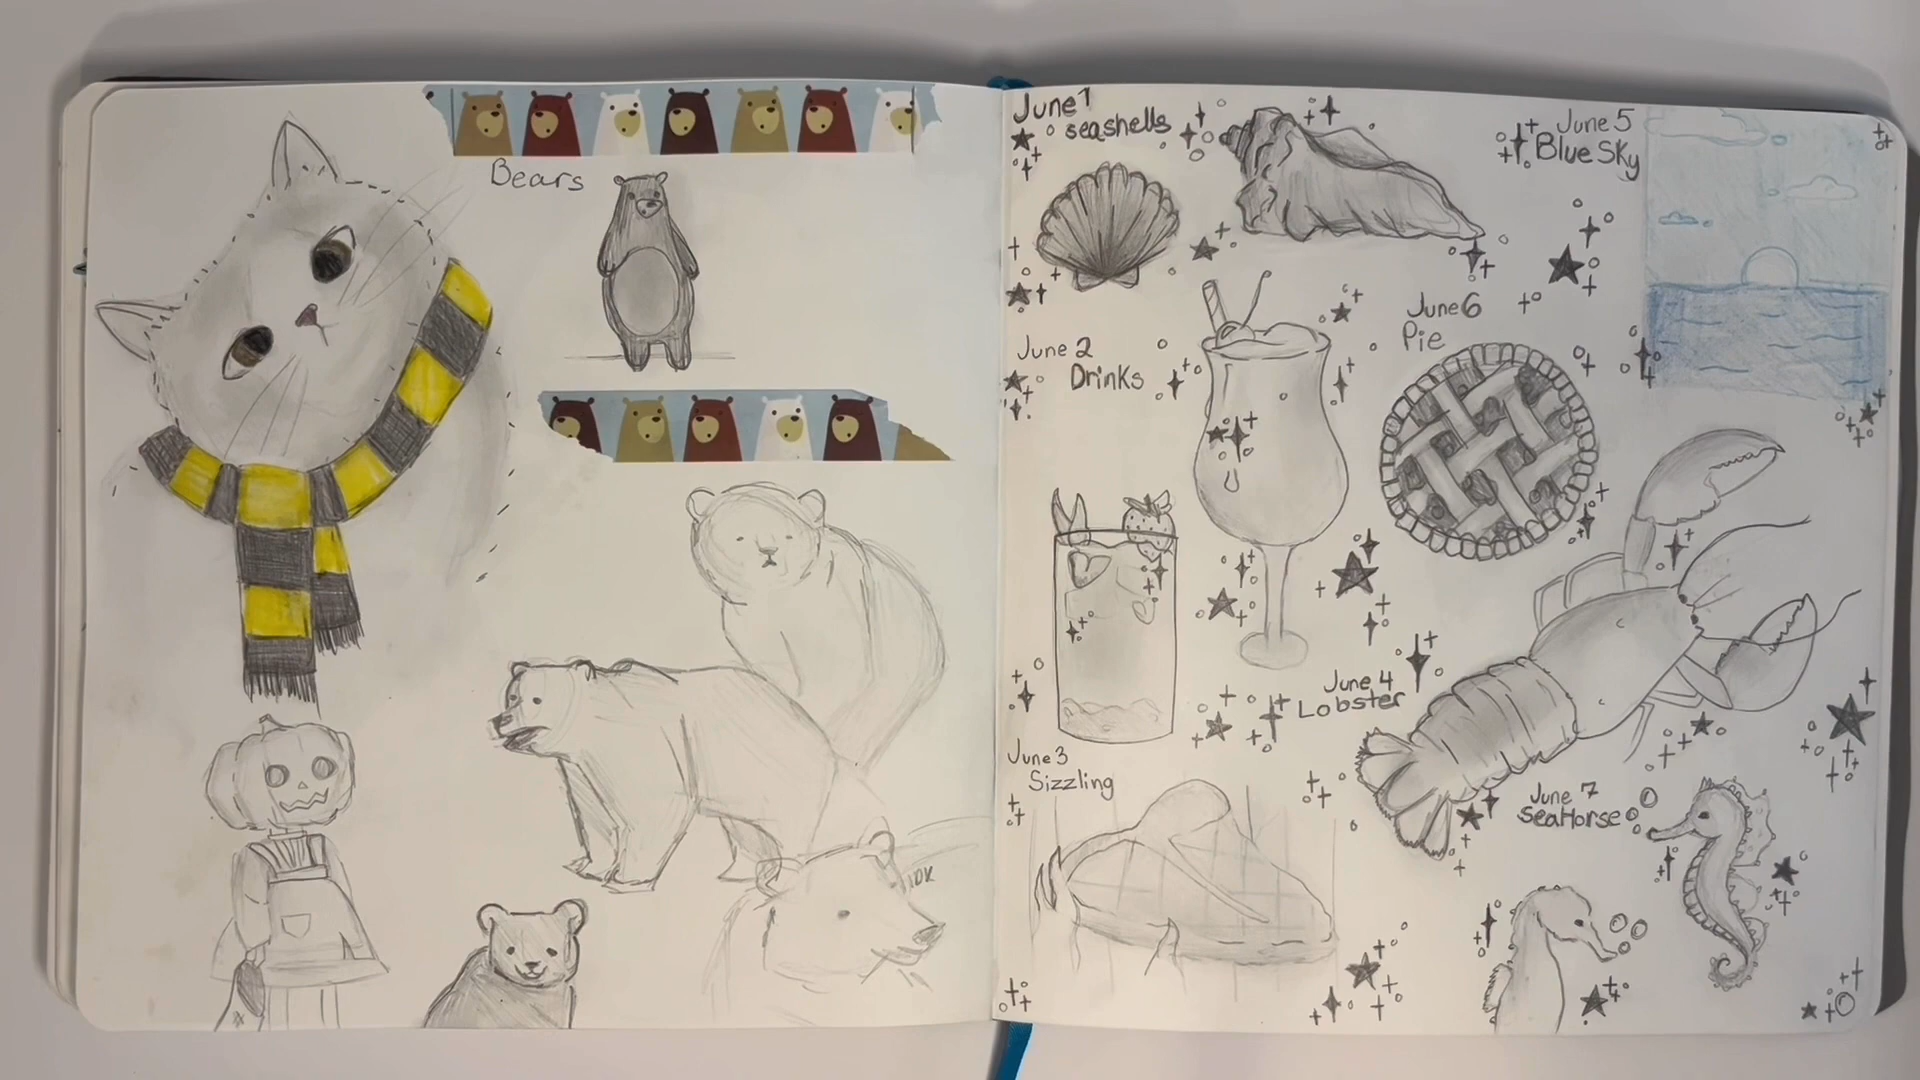 Bears
IDK
June 1
seashells
June 2
Drinks
June 3
Sizzling
June 4
Lobster
June 5
Blue Sky
June 6
Pie
June 7
SeaHorse